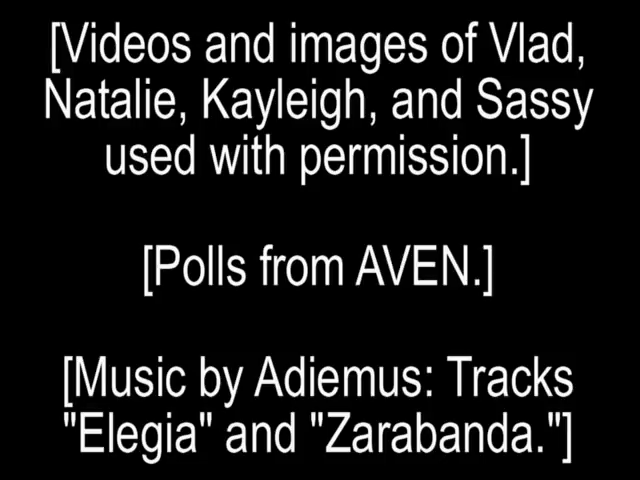 [Videos and images of Vlad,
Natalie, Kayleigh, and Sassy
used with permission.]
[Polls from AVEN.]
[Music by Adiemus: Tracks
"Elegia" and "Zarabanda."]